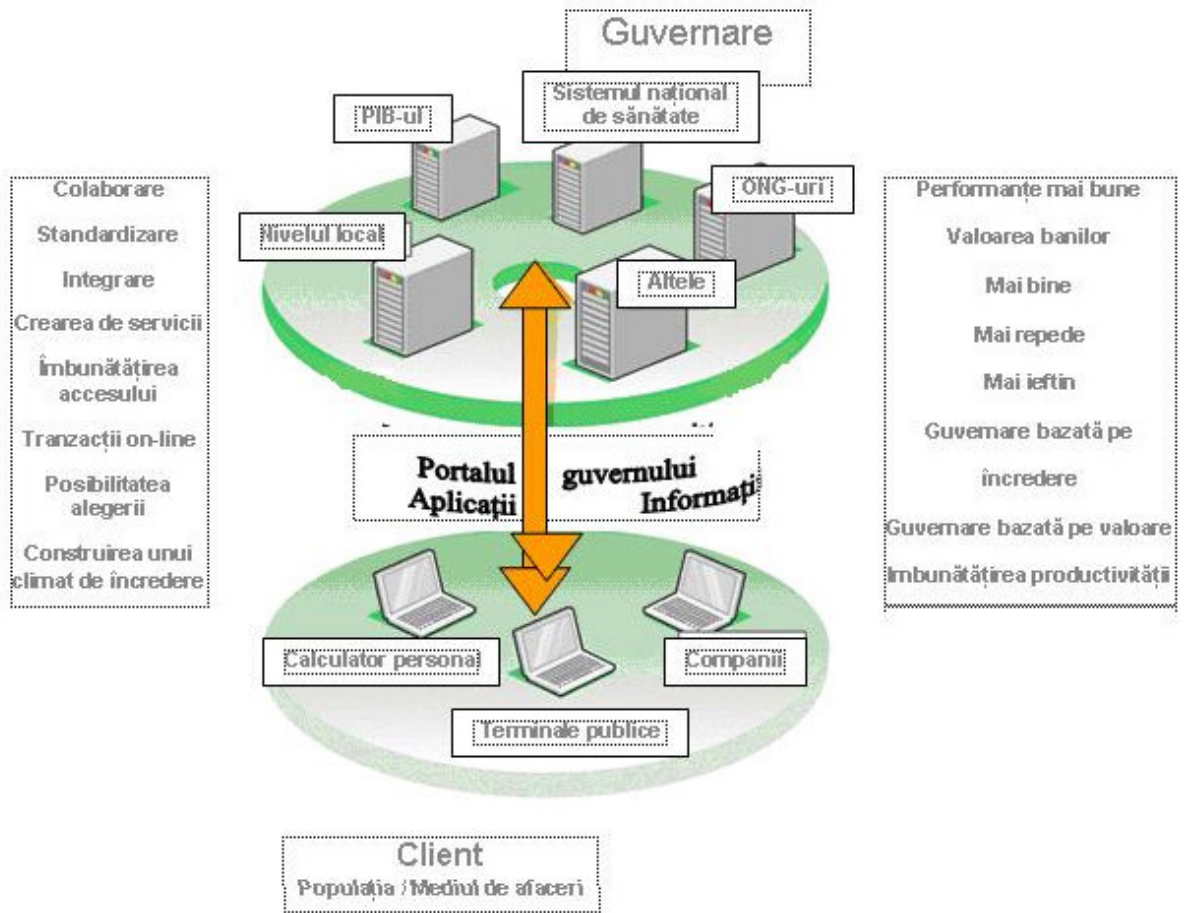 Guvernare
Sistemul național
de sănătate
PIB-ul
ONG-uri
Nivelul local
Altele
Colaborare
Standardizare
Integrare
Crearea de servicii
Îmbunătățirea
accesului
Tranzacții on-line
Posibilitatea
alegerii
Construirea unui
climat de încredere
Performanțe mai bune
Valoarea banilor
Mai bine
Mai repede
Mai ieftin
Guvernare bazată pe
încredere
Guvernare bazată pe valoare
Imbunătățirea productivității
Portalul guvernului
Aplicații Informați
Calculator personal
Companii
Terminale publice
Client
Populația / Mediul de afaceri